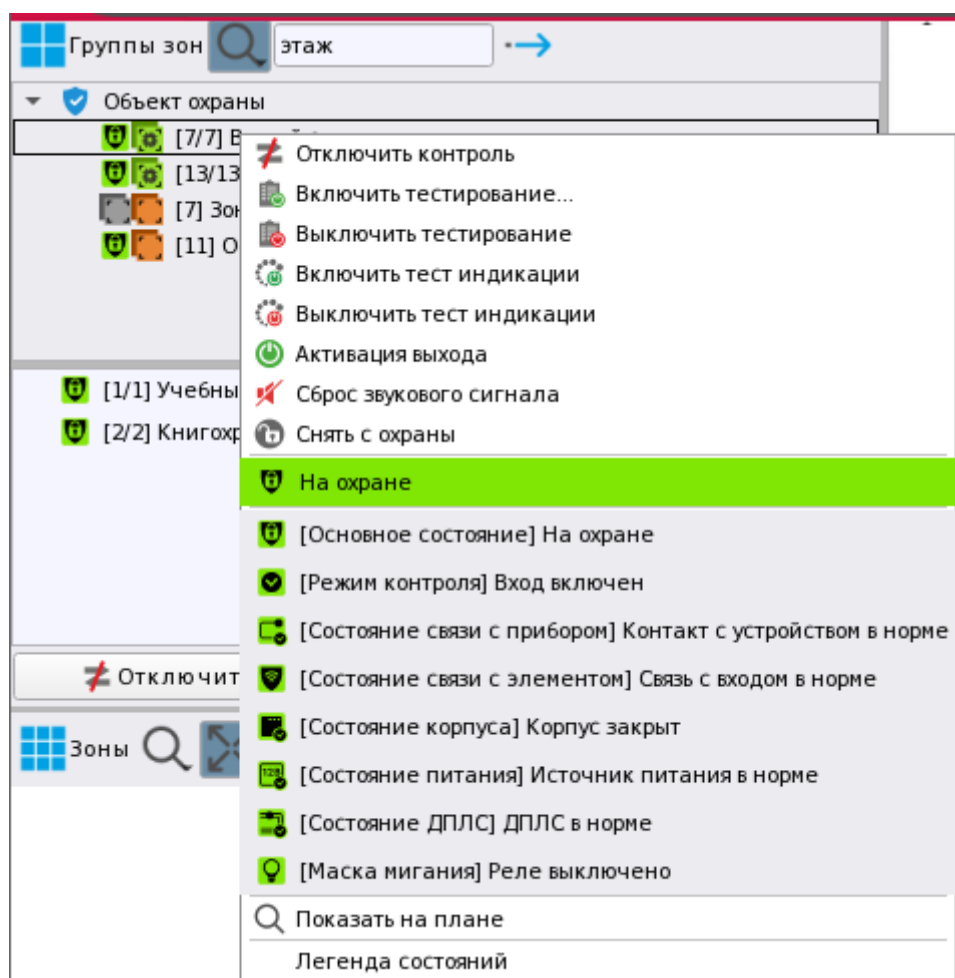 Группы зон этаж
Объект охраны
[7/7]
[13/13
[7]
[11]
Отключить контроль
Включить тестирование...
Выключить тестирование
Включить тест индикации
Выключить тест индикации
Активация выхода
Сброс звукового сигнала
Снять с охраны
На охране
[Основное состояние] На охране
[Режим контроля] Вход включен
[Состояние связи с прибором] Контакт с устройством в норме
[Состояние связи с элементом] Связь с входом в норме
[Состояние корпуса] Корпус закрыт
[Состояние питания] Источник питания в норме
[Состояние ДПЛС] ДПЛС в норме
[Маска мигания] Реле выключено
Показать на плане
Легенда состояний
[1/1] Учебны
[2/2] Книгохр
Отключит
Зоны